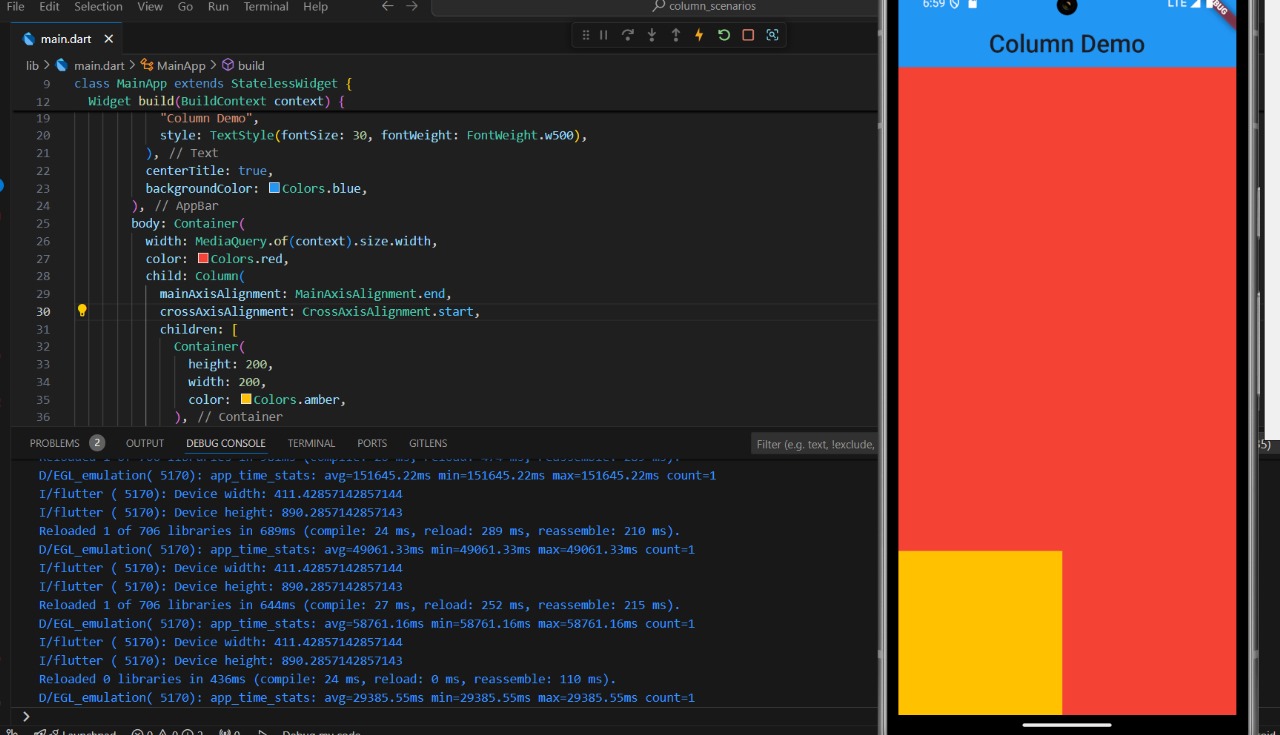 File Edit Selection View Go Run Terminal Help
column_scenarios
main.dart
lib > main.dart > MainApp > build
9 class MainApp extends StatelessWidget {
12 Widget build(BuildContext context) {
19 "Column Demo",
20 style: TextStyle(fontSize: 30, fontWeight: FontWeight.w500),
21 ), // Text
22 centerTitle: true,
23 backgroundColor: Colors.blue,
24 ), // AppBar
25 body: Container(
26 width: MediaQuery.of(context).size.width,
27 color: Colors.red,
28 child: Column(
29 mainAxisAlignment: MainAxisAlignment.end,
30 crossAxisAlignment: CrossAxisAlignment.start,
31 children: [
32 Container(
33 height: 200,
34 width: 200,
35 color: Colors.amber,
36 ), // Container
PROBLEMS 2 OUTPUT DEBUG CONSOLE TERMINAL PORTS GITLENS
Filter (e.g. text, !exclude,
D/EGL_emulation( 5170): app_time_stats: avg=151645.22ms min=151645.22ms max=151645.22ms count=1
I/flutter ( 5170): Device width: 411.42857142857144
I/flutter ( 5170): Device height: 890.2857142857143
Reloaded 1 of 706 libraries in 689ms (compile: 24 ms, reload: 289 ms, reassemble: 210 ms).
D/EGL_emulation( 5170): app_time_stats: avg=49061.33ms min=49061.33ms max=49061.33ms count=1
I/flutter ( 5170): Device width: 411.42857142857144
I/flutter ( 5170): Device height: 890.2857142857143
Reloaded 1 of 706 libraries in 644ms (compile: 27 ms, reload: 252 ms, reassemble: 215 ms).
D/EGL_emulation( 5170): app_time_stats: avg=58761.16ms min=58761.16ms max=58761.16ms count=1
I/flutter ( 5170): Device width: 411.42857142857144
I/flutter ( 5170): Device height: 890.2857142857143
Reloaded 0 libraries in 436ms (compile: 24 ms, reload: 0 ms, reassemble: 110 ms).
D/EGL_emulation( 5170): app_time_stats: avg=29385.55ms min=29385.55ms max=29385.55ms count=1
>
Launchpad
Debug my code
6:59
LTE
Column Demo